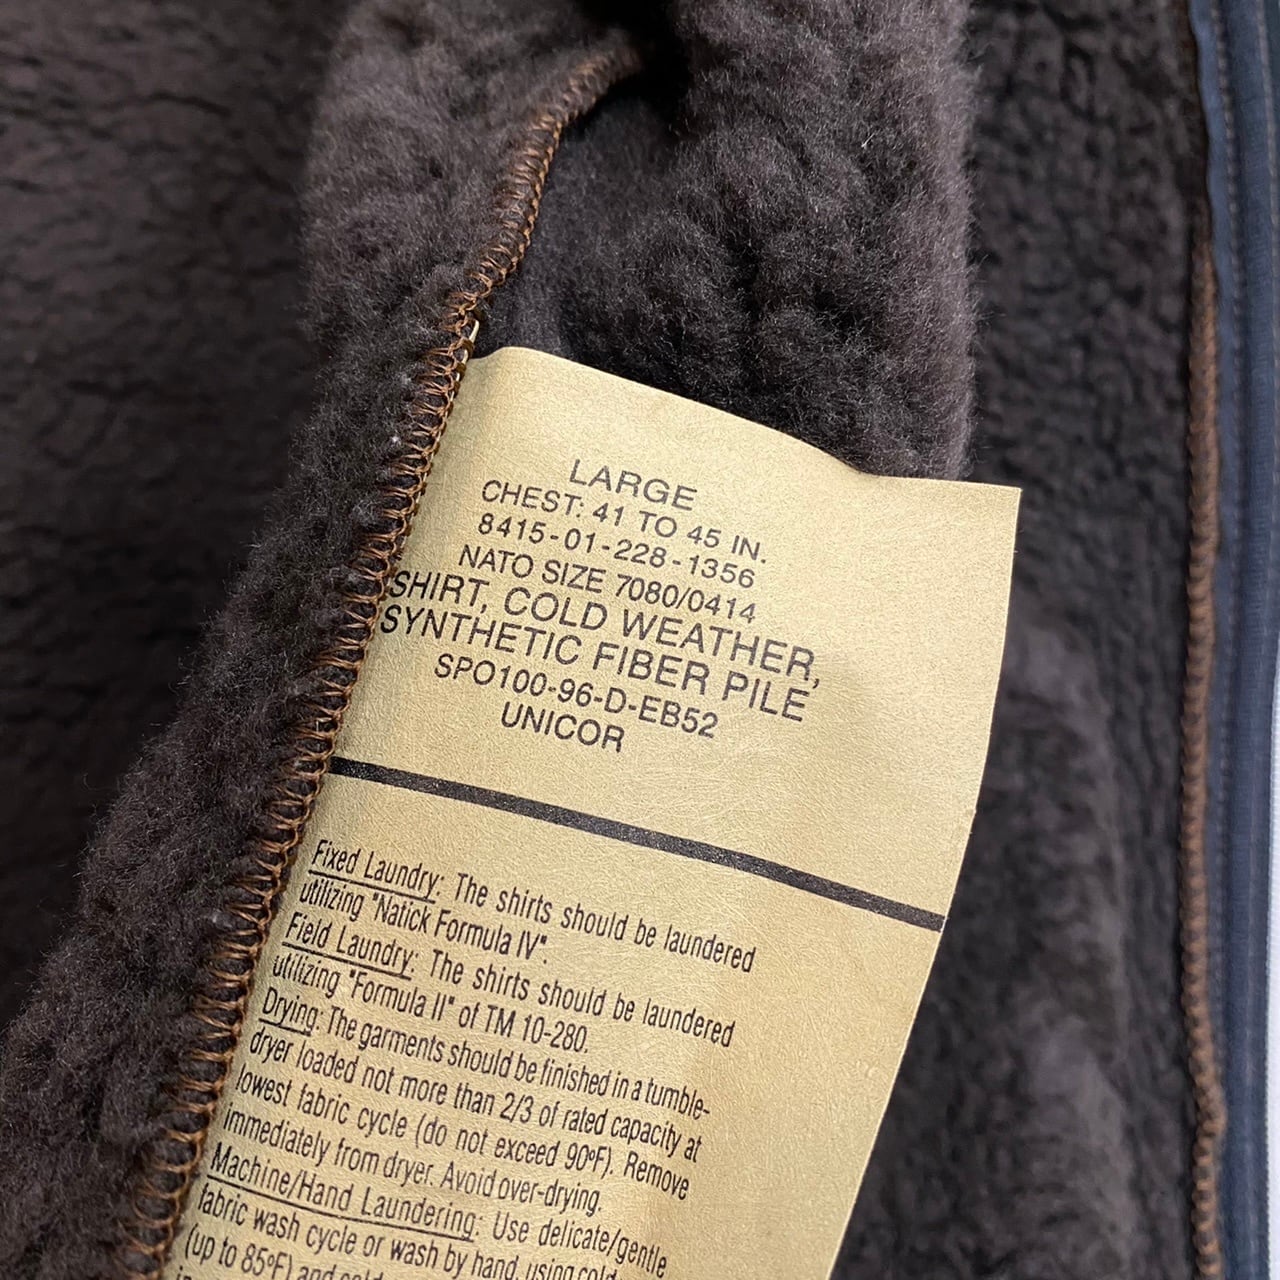 LARGE
CHEST: 41 TO 45 IN.
8415-01-228-1356
NATO SIZE 7080/0414
SHIRT, COLD WEATHER,
SYNTHETIC FIBER PILE
SPO100-96-D-EB52
UNICOR
Fixed Laundry: The shirts should be laundered
utilizing "Natick Formula IV".
Field Laundry: The shirts should be laundered
utilizing "Formula II" of TM 10-280.
Drying: The garments should be finished in a tumble-
dryer loaded not more than 2/3 of rated capacity at
lowest fabric cycle (do not exceed 90°F). Remove
immediately from dryer. Avoid over-drying.
Machine/Hand Laundering: Use delicate/gentle
fabric wash cycle or wash by hand, using cold
(up to 85°F) and